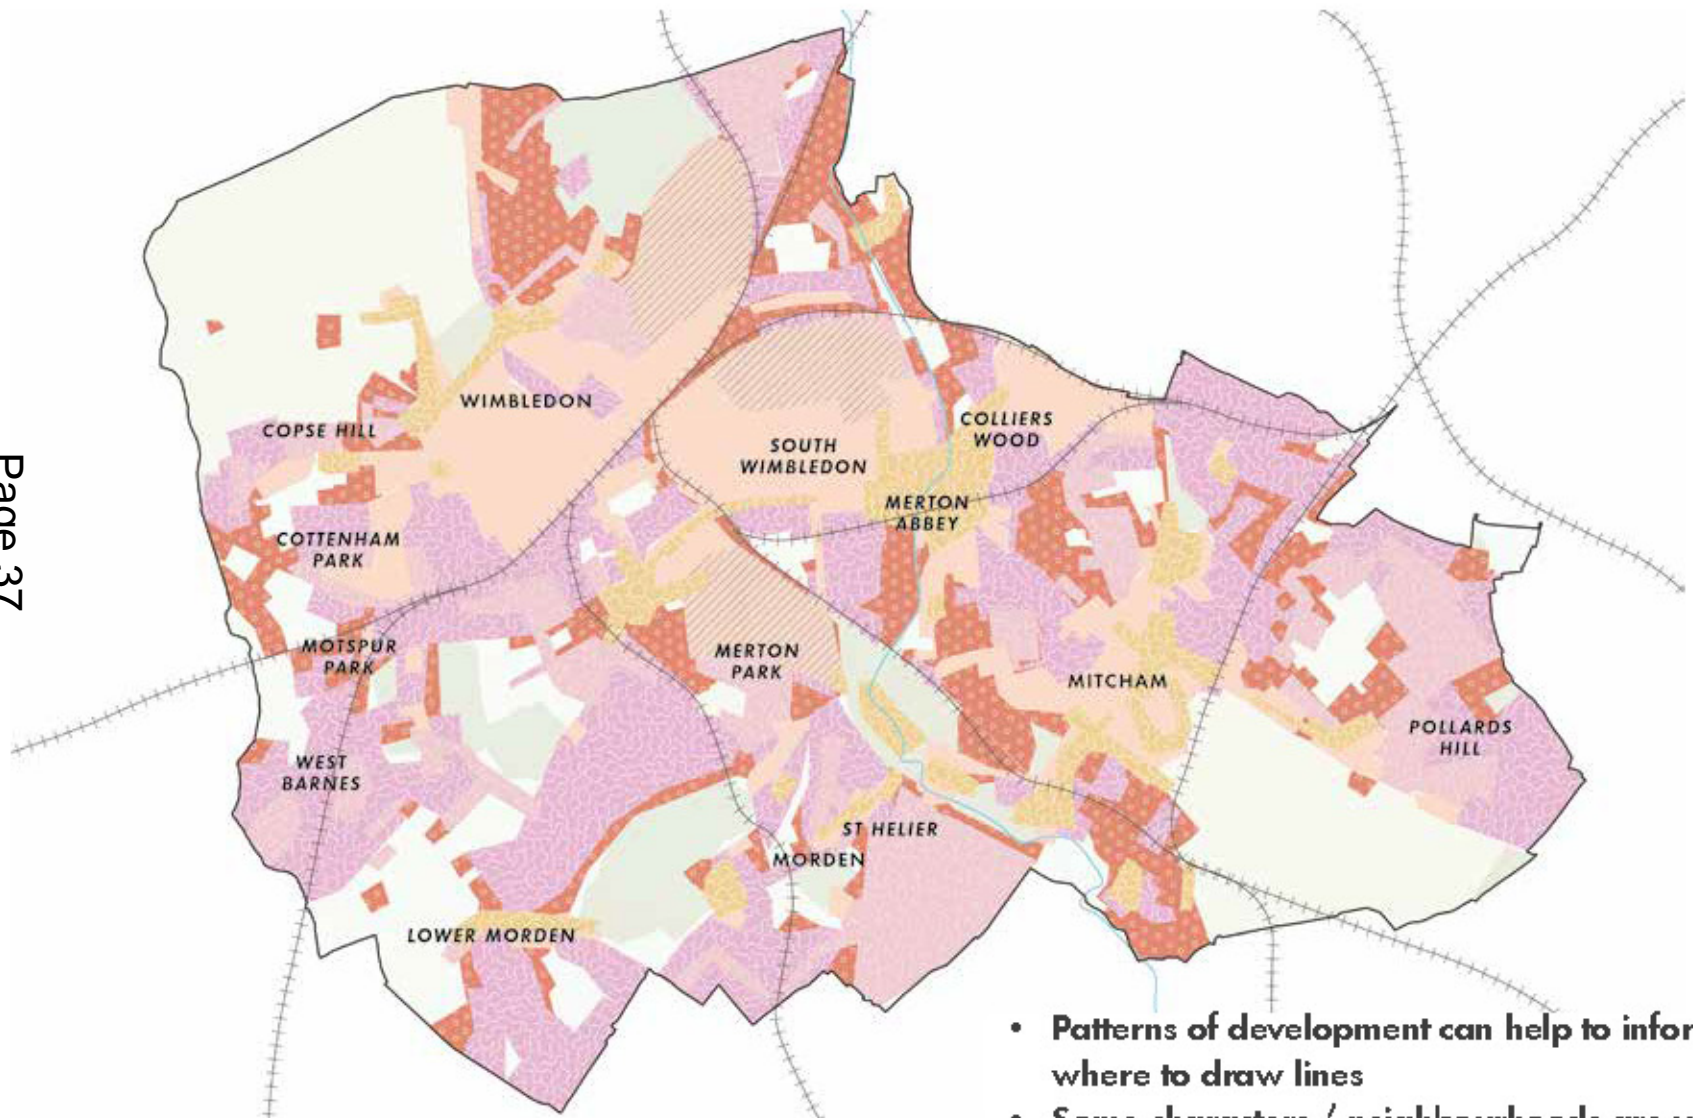 Page 37
WIMBLEDON
COPSE HILL
SOUTH
WIMBLEDON
COLLIERS
WOOD
MERTON
ABBEY
COTTENHAM
PARK
MOTSPUR
PARK
MERTON
PARK
MITCHAM
POLLARDS
HILL
WEST
BARNES
ST HELIER
MORDEN
LOWER MORDEN
• Patterns of development can help to infor
where to draw lines